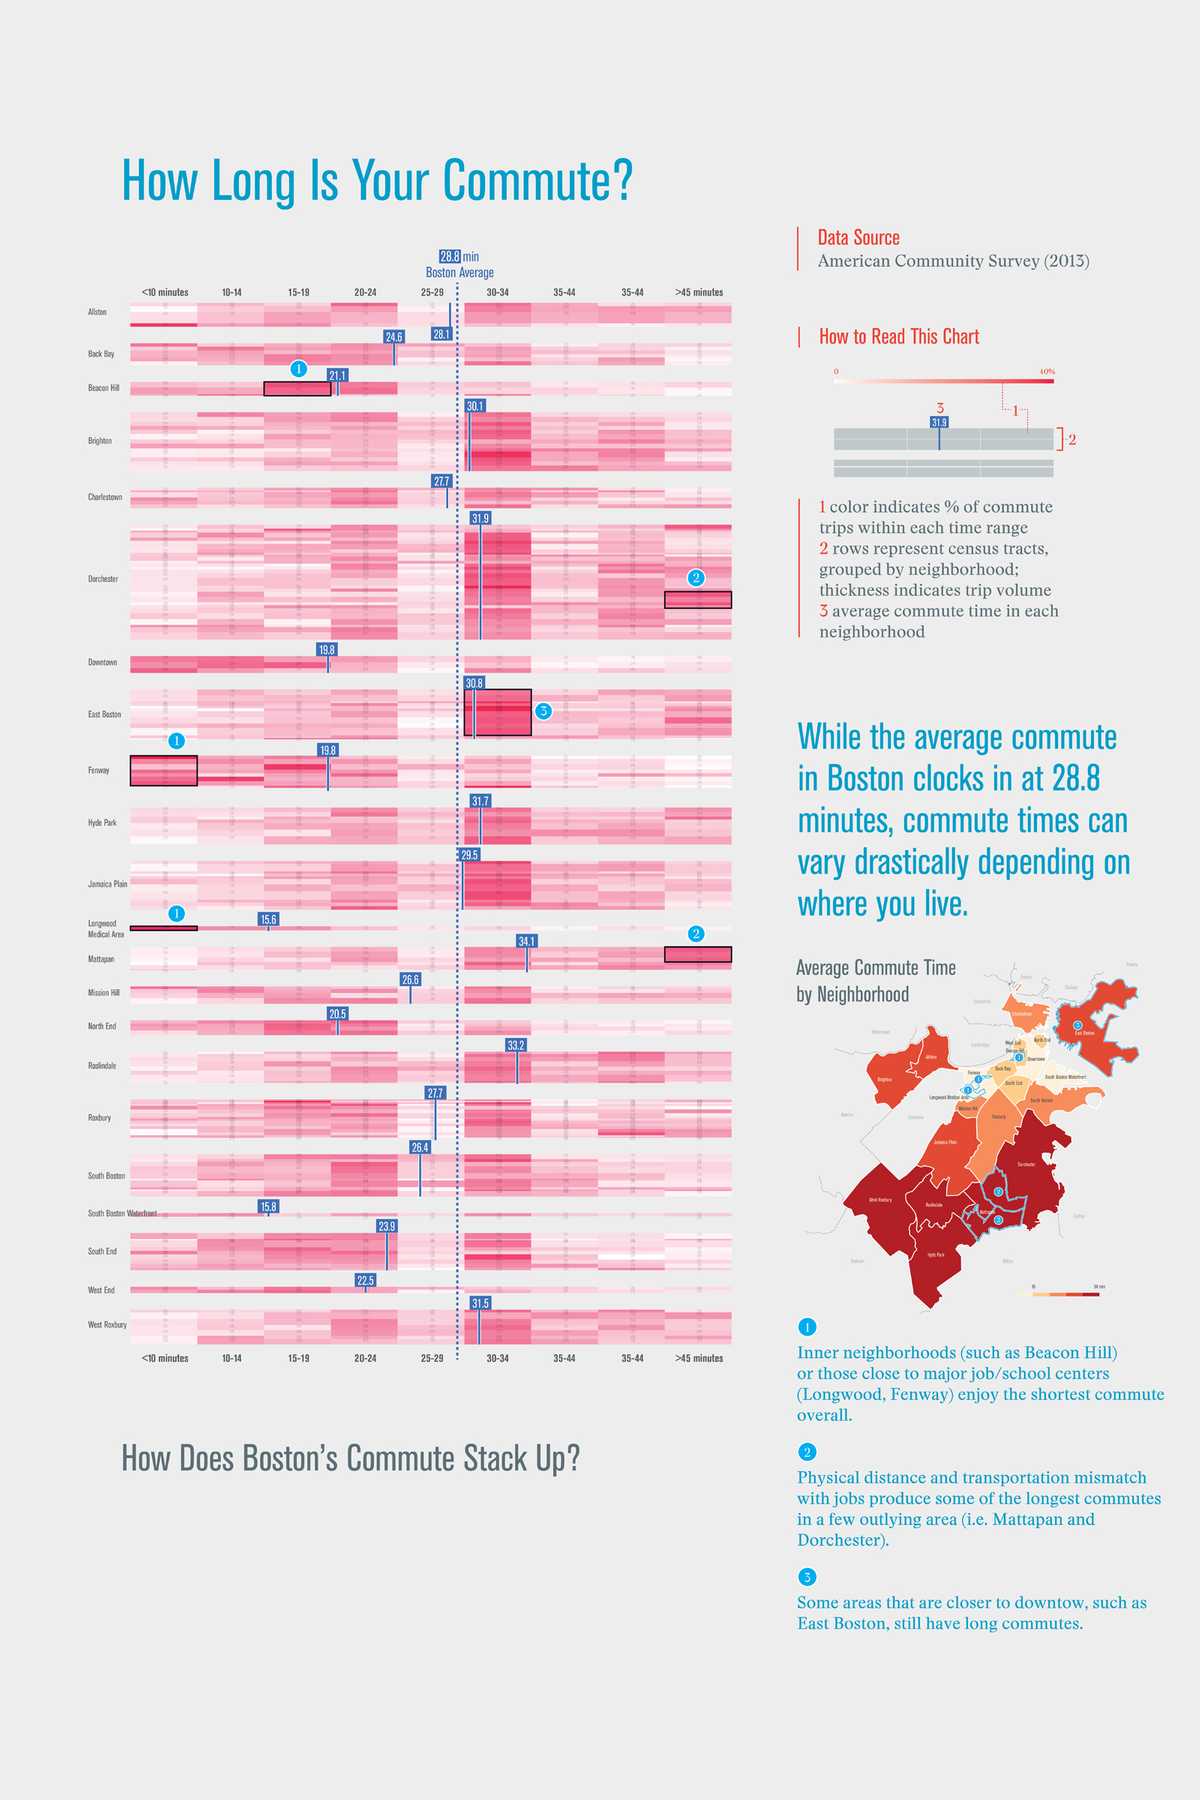 How Long Is Your Commute?
28.8 min
Boston Average
<10 minutes 10-14 15-19 20-24 25-29 30-34 35-44 35-44 >45 minutes
Allston
28.1
24.6
Back Bay
1
21.1
Beacon Hill
30.1
Brighton
27.7
Charlestown
31.9
Dorchester
2
19.8
Downtown
30.8
East Boston
3
1
19.8
Fenway
31.7
Hyde Park
29.5
Jamaica Plain
1
15.6
Longwood
Medical Area
2
34.1
Mattapan
26.6
Mission Hill
20.5
North End
33.2
Roslindale
27.7
Roxbury
26.4
South Boston
15.8
South Boston Waterfront
23.9
South End
22.5
West End
31.5
West Roxbury
<10 minutes 10-14 15-19 20-24 25-29 30-34 35-44 35-44 >45 minutes
How Does Boston's Commute Stack Up?
Data Source
American Community Survey (2013)
How to Read This Chart
0 40%
3
1
31.9
2
1 color indicates % of commute
trips within each time range
2 rows represent census tracts,
grouped by neighborhood;
thickness indicates trip volume
3 average commute time in each
neighborhood
While the average commute
in Boston clocks in at 28.8
minutes, commute times can
vary drastically depending on
where you live.
Average Commute Time
by Neighborhood
Charlestown
East Boston
3
North End
West End
Beacon Hill
1
Downtown
Allston
Brighton
Back Bay
Fenway
1
South Boston Waterfront
South End
1
Longwood Medical Area
Mission Hill
South Boston
Roxbury
Jamaica Plain
Dorchester
2
West Roxbury
Roslindale
Mattapan
2
Hyde Park
1
Inner neighborhoods (such as Beacon Hill)
or those close to major job/school centers
(Longwood, Fenway) enjoy the shortest commute
overall.
2
Physical distance and transportation mismatch
with jobs produce some of the longest commutes
in a few outlying area (i.e. Mattapan and
Dorchester).
3
Some areas that are closer to downtow, such as
East Boston, still have long commutes.